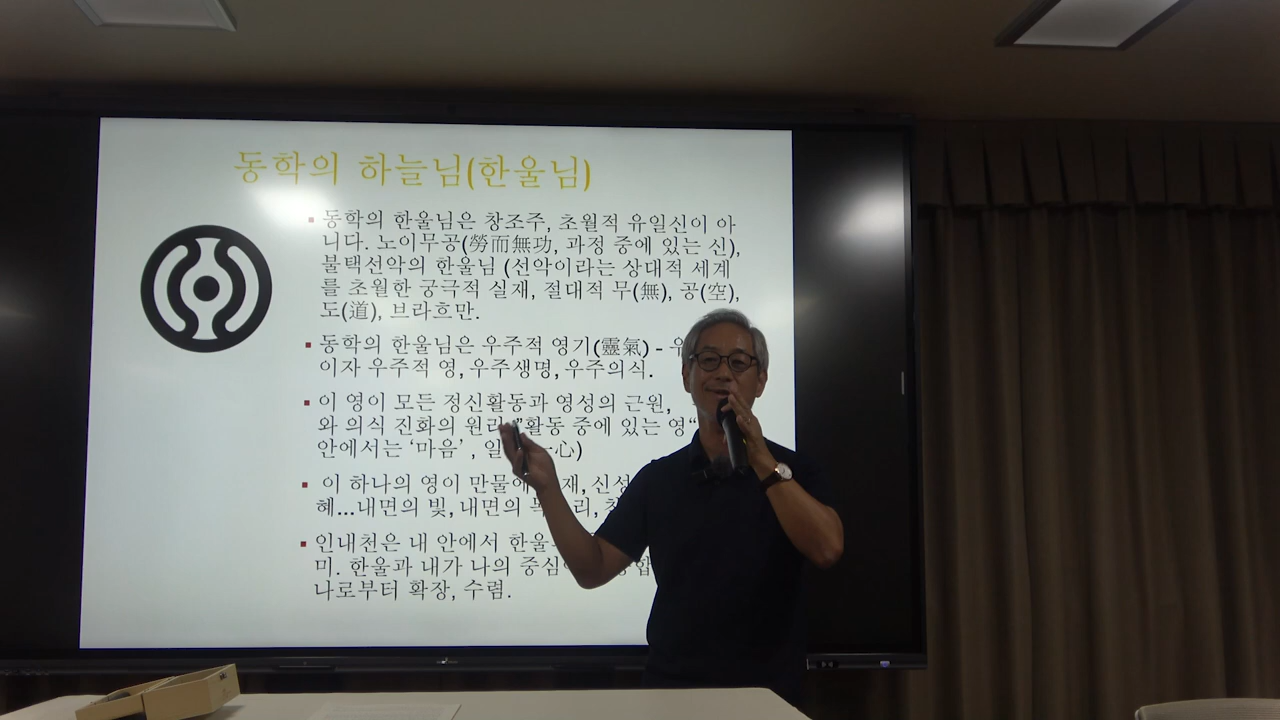 동학의 하늘님(한울님)
동학의 한울님은 창조주, 초월적 유일신이 아
니다. 노이무공(勞而無功, 과정 중에 있는 신),
불택선악의 한울님 (선악이라는 상대적 세계
를 초월한 궁극적 실재, 절대적 무(無), 공(空),
도(道), 브라흐만.
동학의 한울님은 우주적 영기(靈氣) -
이자 우주적 영, 우주생명, 우주의식.
이 영이 모든 정신활동과 영성의 근원,
와 의식 진화의 원리 "활동 중에 있는 영"
안에서는 '마음' , 心)
이 하나의 영이 만물에
혜...내면의 빛, 내면의
인내천은 내 안에서
미. 한울과 내가 나의
나로부터 확장, 수렴.